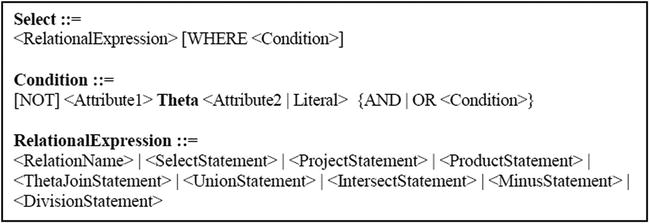 Select ::=
<RelationalExpression> [WHERE <Condition>]
Condition ::=
[NOT] <Attribute1> Theta <Attribute2 | Literal> {AND | OR <Condition>}
RelationalExpression ::=
<RelationName> | <SelectStatement> | <ProjectStatement> | <ProductStatement> |
<ThetaJoinStatement> | <UnionStatement> | <IntersectStatement> | <MinusStatement> |
<DivisionStatement>